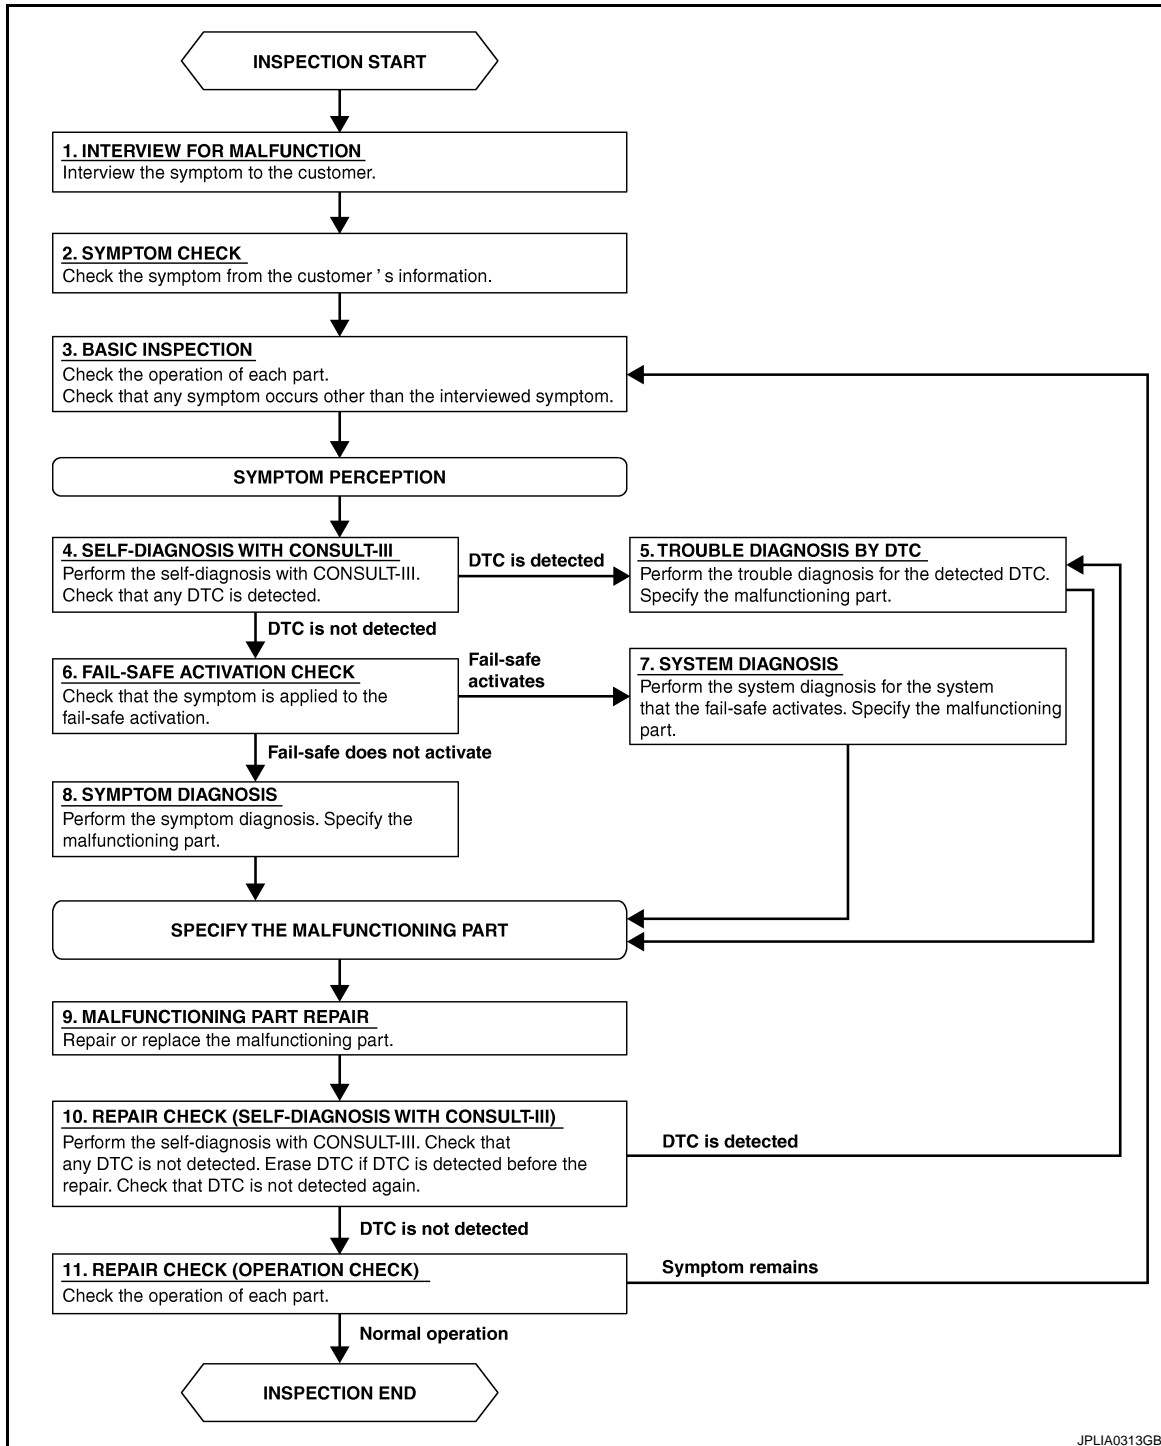 INSPECTION START
1. INTERVIEW FOR MALFUNCTION
Interview the symptom to the customer.
2. SYMPTOM CHECK
Check the symptom from the customer ’ s information.
3. BASIC INSPECTION
Check the operation of each part.
Check that any symptom occurs other than the interviewed symptom.
SYMPTOM PERCEPTION
4. SELF-DIAGNOSIS WITH CONSULT-III
Perform the self-diagnosis with CONSULT-III.
Check that any DTC is detected.
DTC is detected
5. TROUBLE DIAGNOSIS BY DTC
Perform the trouble diagnosis for the detected DTC.
Specify the malfunctioning part.
DTC is not detected
6. FAIL-SAFE ACTIVATION CHECK
Check that the symptom is applied to the
fail-safe activation.
Fail-safe
activates
7. SYSTEM DIAGNOSIS
Perform the system diagnosis for the system
that the fail-safe activates. Specify the malfunctioning
part.
Fail-safe does not activate
8. SYMPTOM DIAGNOSIS
Perform the symptom diagnosis. Specify the
malfunctioning part.
SPECIFY THE MALFUNCTIONING PART
9. MALFUNCTIONING PART REPAIR
Repair or replace the malfunctioning part.
10. REPAIR CHECK (SELF-DIAGNOSIS WITH CONSULT-III)
Perform the self-diagnosis with CONSULT-III. Check that
any DTC is not detected. Erase DTC if DTC is detected before the
repair. Check that DTC is not detected again.
DTC is detected
DTC is not detected
11. REPAIR CHECK (OPERATION CHECK)
Check the operation of each part.
Symptom remains
Normal operation
INSPECTION END
JPLIA0313GB